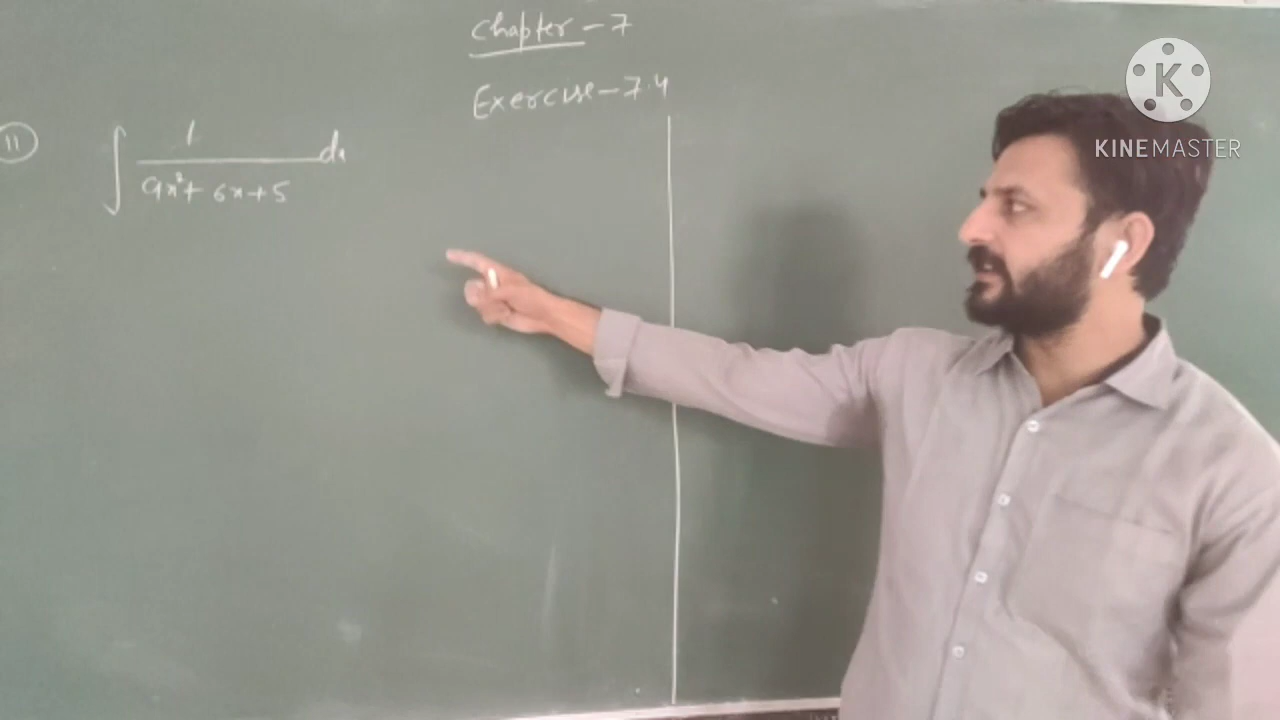 Chapter - 7
Exercise - 7.4
11 ∫ 1 / (9x² + 6x + 5) dx
K
KINEMASTER